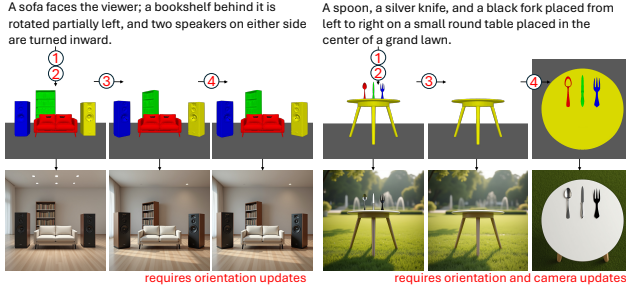 A sofa faces the viewer; a bookshelf behind it is
rotated partially left, and two speakers on either side
are turned inward.
1
2
3
4
requires orientation updates
A spoon, a silver knife, and a black fork placed from
left to right on a small round table placed in the
center of a grand lawn.
1
2
3
4
requires orientation and camera updates